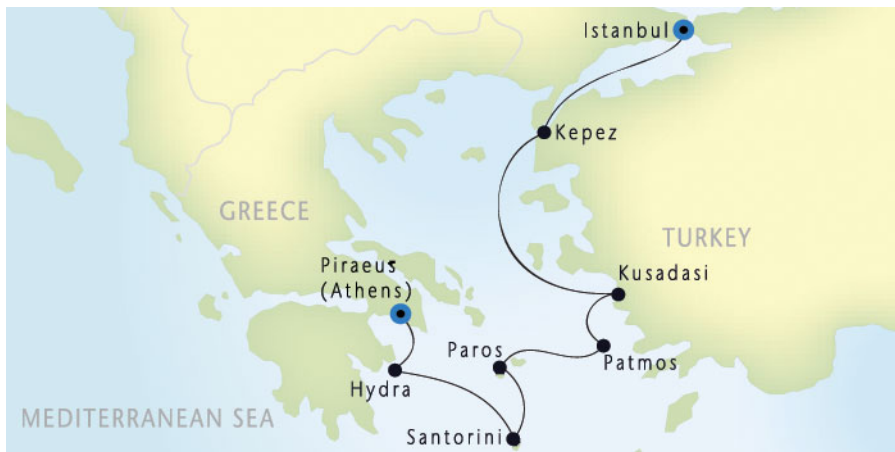 Istanbul
Kepez
GREECE
TURKEY
Piraeus
(Athens)
Kusadasi
Paros
Patmos
Hydra
MEDITERRANEAN SEA
Santorini